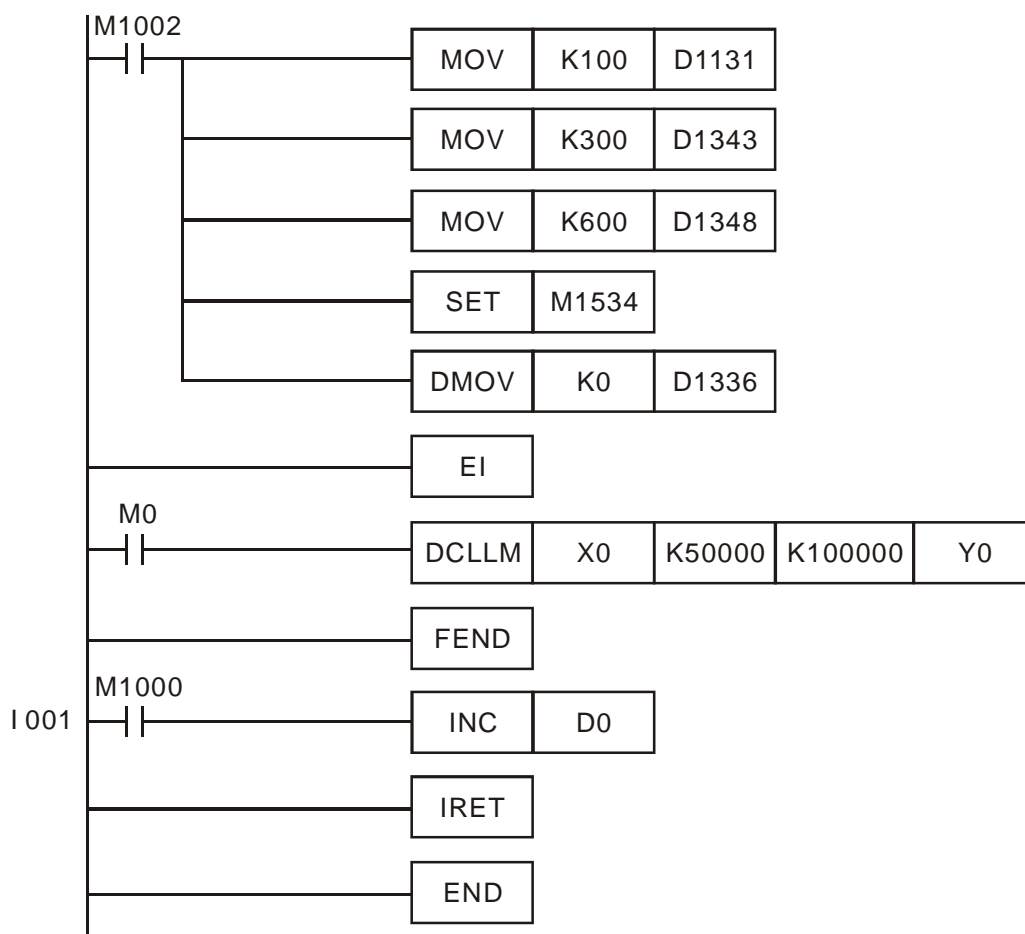 M1002
MOV K100 D1131
MOV K300 D1343
MOV K600 D1348
SET M1534
DMOV K0 D1336
EI
M0
DCLLM X0 K50000 K100000 Y0
FEND
M1000
I001 INC D0
IRET
END